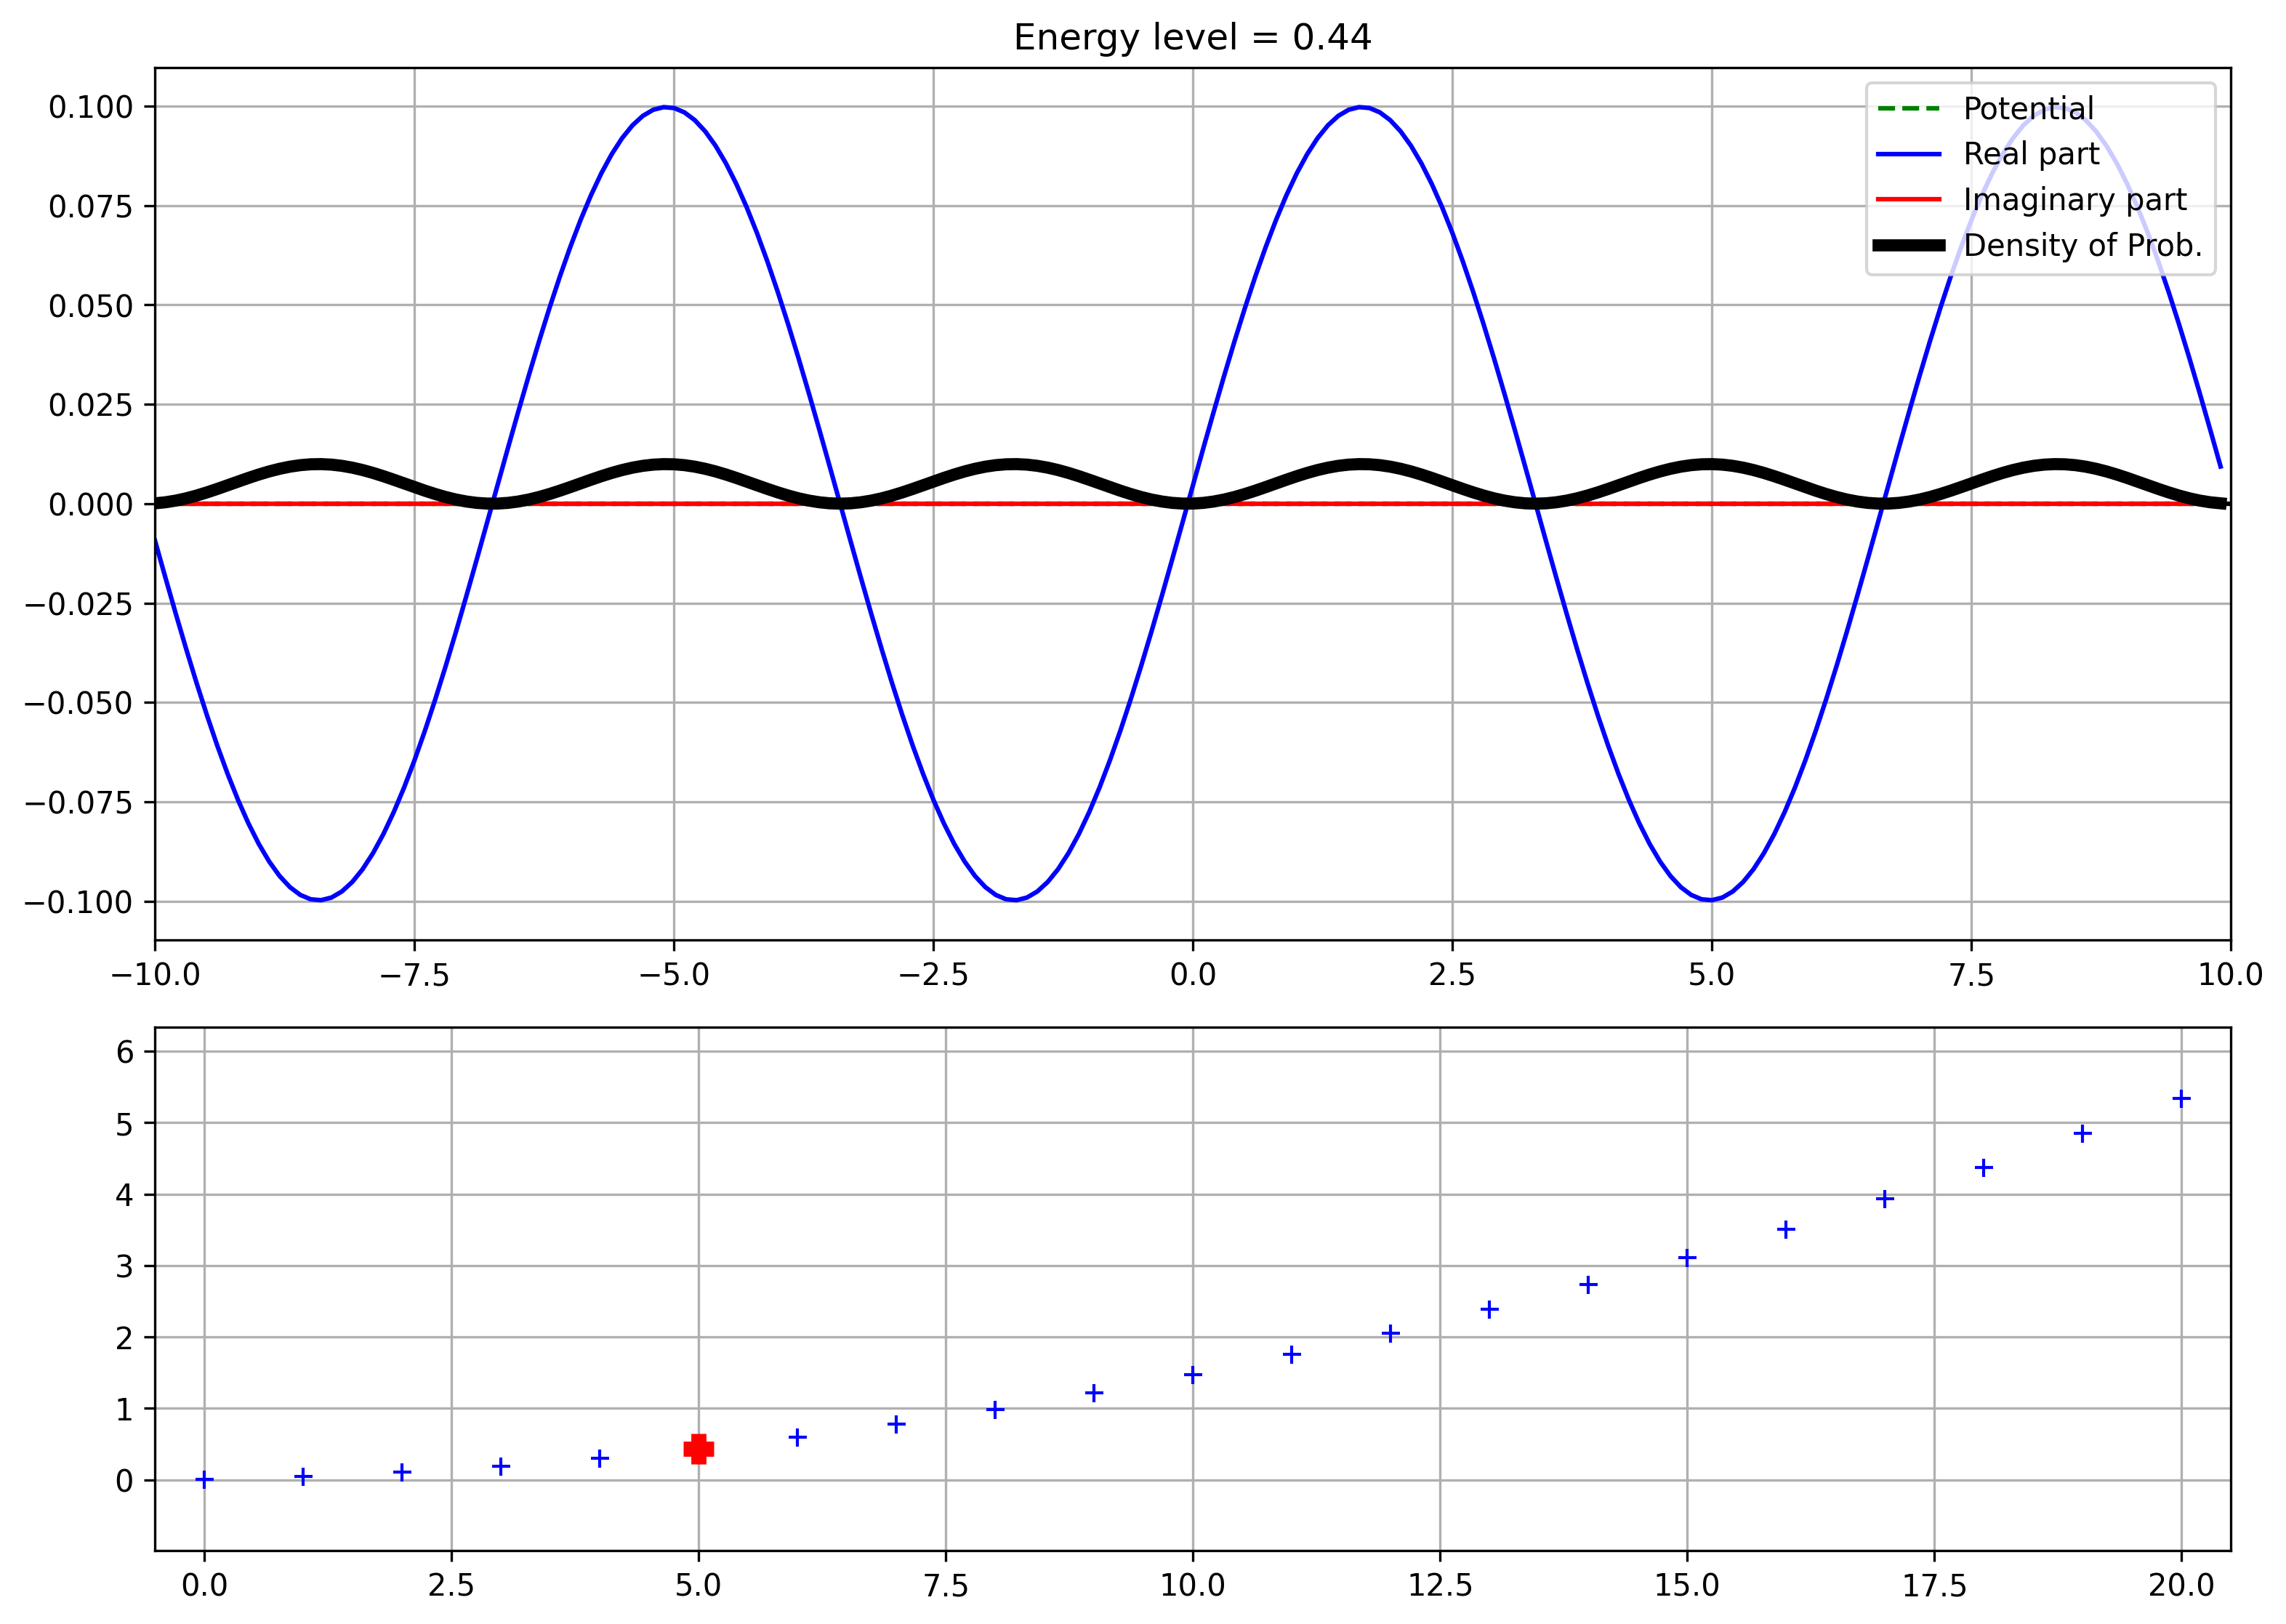 Energy level = 0.44
0.100
0.075
0.050
0.025
0.000
−0.025
−0.050
−0.075
−0.100
Potential
Real part
Imaginary part
Density of Prob.
−10.0 −7.5 −5.0 −2.5 0.0 2.5 5.0 7.5 10.0
6
5
4
3
2
1
0
0.0 2.5 5.0 7.5 10.0 12.5 15.0 17.5 20.0